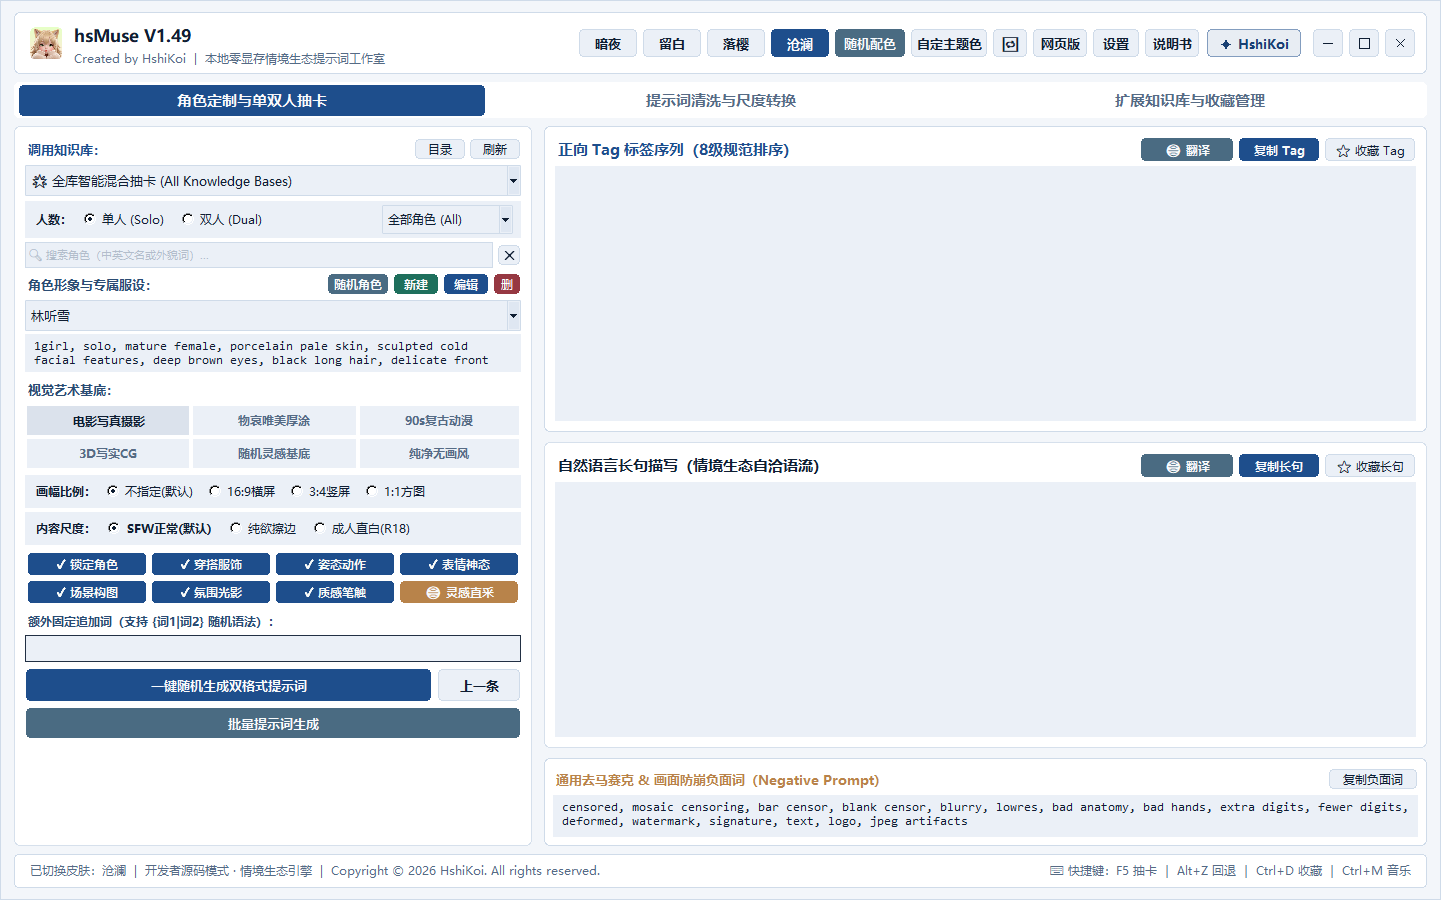 hsMuse V1.49
Created by HshiKoi | 本地零显存情境生态提示词工作室
暗夜 留白 落樱 沧澜 随机配色 自定主题色 网页版 设置 说明书 ✦ HshiKoi
角色定制与单双人抽卡 提示词清洗与尺度转换 扩展知识库与收藏管理
调用知识库: 目录 刷新
全库智能混合抽卡 (All Knowledge Bases)
人数: 单人 (Solo) 双人 (Dual) 全部角色 (All)
搜索角色 (中英文名或外貌词) ...
角色形象与专属服设: 随机角色 新建 编辑 删
林听雪
1girl, solo, mature female, porcelain pale skin, sculpted cold
facial features, deep brown eyes, black long hair, delicate front
视觉艺术基底:
电影写真摄影 物哀唯美厚涂 90s复古动漫
3D写实CG 随机灵感基底 纯净无画风
画幅比例: 不指定(默认) 16:9横屏 3:4竖屏 1:1方图
内容尺度: SFW正常(默认) 纯欲擦边 成人直白(R18)
✓ 锁定角色 ✓ 穿搭服饰 ✓ 姿态动作 ✓ 表情神态
✓ 场景构图 ✓ 氛围光影 ✓ 质感笔触 灵感直采
额外固定追加词 (支持 {词1|词2} 随机语法) :
一键随机生成双格式提示词 上一条
批量提示词生成
正向 Tag 标签序列 (8级规范排序) 翻译 复制 Tag ☆ 收藏 Tag
自然语言长句描写 (情境生态自洽语流) 翻译 复制长句 ☆ 收藏长句
通用去马赛克 & 画面防崩负面词 (Negative Prompt) 复制负面词
censored, mosaic censoring, bar censor, blank censor, blurry, lowres, bad anatomy, bad hands, extra digits, fewer digits,
deformed, watermark, signature, text, logo, jpeg artifacts
已切换皮肤: 沧澜 | 开发者源码模式 · 情境生态引擎 | Copyright © 2026 HshiKoi. All rights reserved.
快捷键: F5 抽卡 | Alt+Z 回退 | Ctrl+D 收藏 | Ctrl+M 音乐